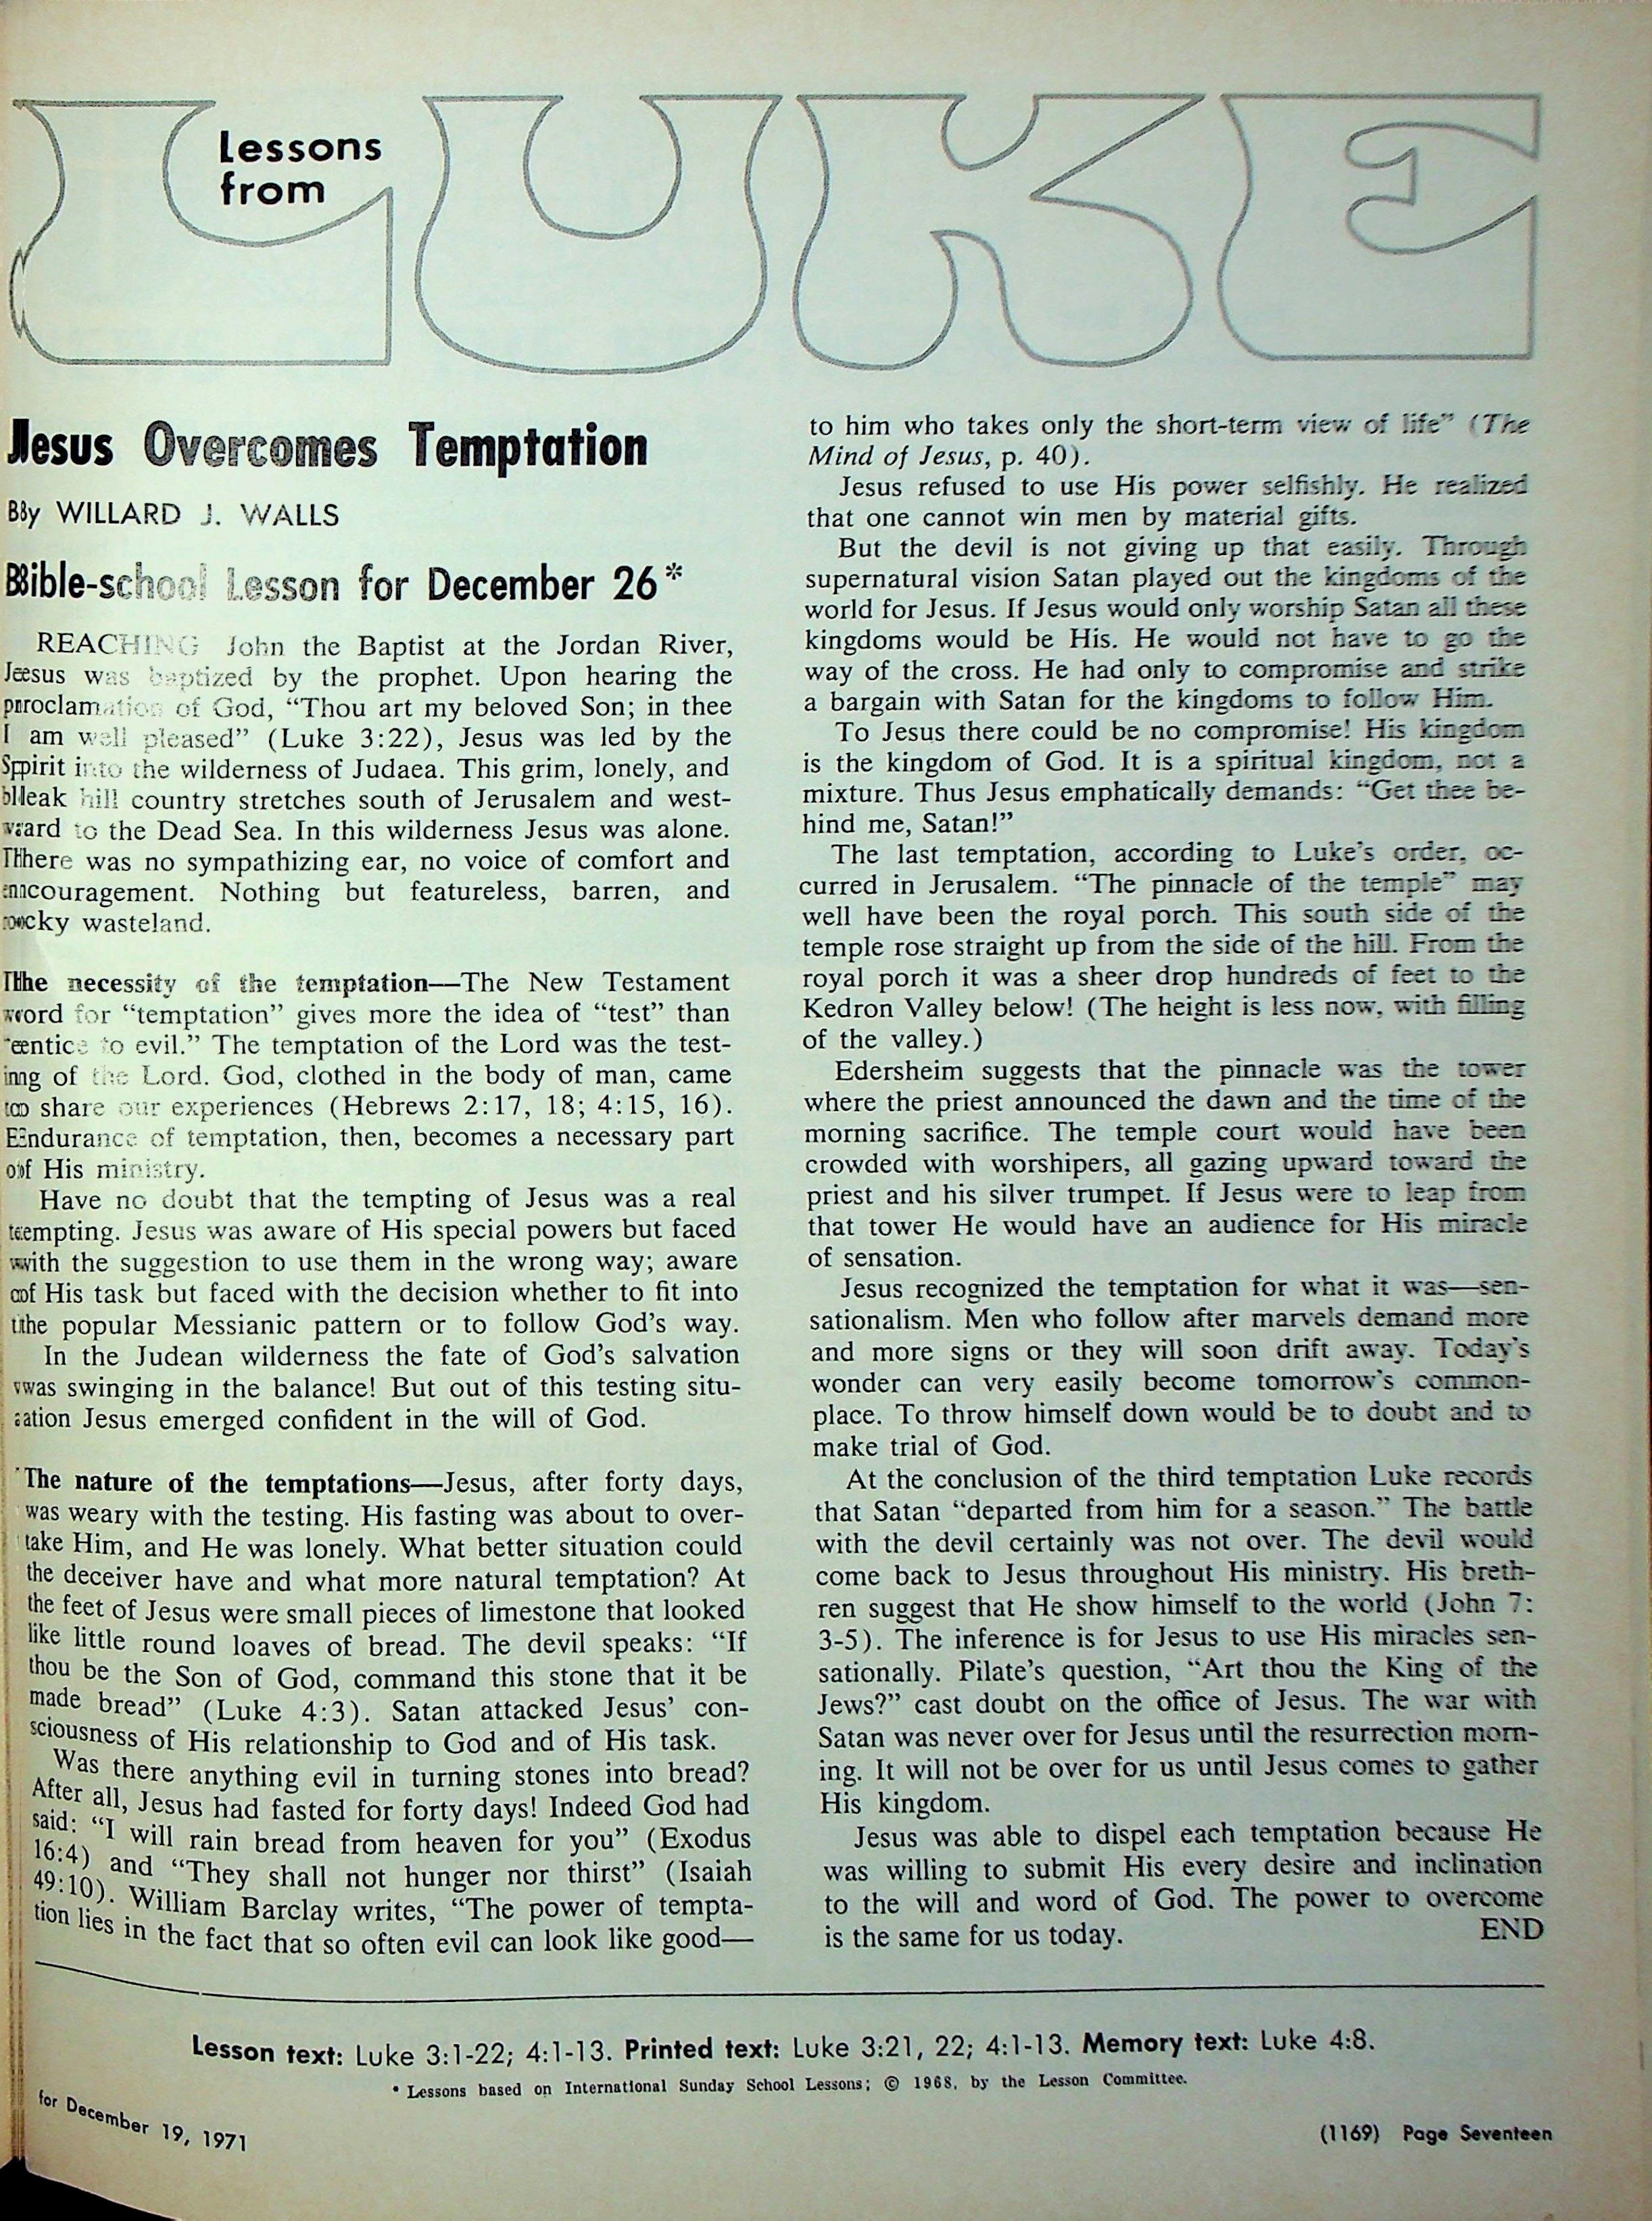 Lessons
from
LUKE
Jesus Overcomes Temptation
By WILLARD J. WALLS
Bible-school Lesson for December 26*
REACHING John the Baptist at the Jordan River,
Jesus was baptized by the prophet. Upon hearing the
proclamation of God, “Thou art my beloved Son; in thee
I am well pleased” (Luke 3:22), Jesus was led by the
Spirit into the wilderness of Judaea. This grim, lonely, and
bleak hill country stretches south of Jerusalem and west-
ward to the Dead Sea. In this wilderness Jesus was alone.
There was no sympathizing ear, no voice of comfort and
encouragement. Nothing but featureless, barren, and
rocky wasteland.
The necessity of the temptation—The New Testament
word for “temptation” gives more the idea of “test” than
“entice to evil.” The temptation of the Lord was the test-
ing of the Lord. God, clothed in the body of man, came
to share our experiences (Hebrews 2:17, 18; 4:15, 16).
Endurance of temptation, then, becomes a necessary part
of His ministry.
Have no doubt that the tempting of Jesus was a real
tempting. Jesus was aware of His special powers but faced
with the suggestion to use them in the wrong way; aware
of His task but faced with the decision whether to fit into
the popular Messianic pattern or to follow God’s way.
In the Judean wilderness the fate of God’s salvation
was swinging in the balance! But out of this testing situ-
ation Jesus emerged confident in the will of God.
The nature of the temptations—Jesus, after forty days,
was weary with the testing. His fasting was about to over-
take Him, and He was lonely. What better situation could
the deceiver have and what more natural temptation? At
the feet of Jesus were small pieces of limestone that looked
like little round loaves of bread. The devil speaks: “If
thou be the Son of God, command this stone that it be
made bread” (Luke 4:3). Satan attacked Jesus’ con-
sciousness of His relationship to God and of His task.
Was there anything evil in turning stones into bread?
After all, Jesus had fasted for forty days! Indeed God had
said: “I will rain bread from heaven for you” (Exodus
16:4) and “They shall not hunger nor thirst” (Isaiah
49:10). William Barclay writes, “The power of tempta-
tion lies in the fact that so often evil can look like good—
to him who takes only the short-term view of life” (The
Mind of Jesus, p. 40).
Jesus refused to use His power selfishly. He realized
that one cannot win men by material gifts.
But the devil is not giving up that easily. Through
supernatural vision Satan played out the kingdoms of the
world for Jesus. If Jesus would only worship Satan all these
kingdoms would be His. He would not have to go the
way of the cross. He had only to compromise and strike
a bargain with Satan for the kingdoms to follow Him.
To Jesus there could be no compromise! His kingdom
is the kingdom of God. It is a spiritual kingdom, not a
mixture. Thus Jesus emphatically demands: “Get thee be-
hind me, Satan!”
The last temptation, according to Luke’s order, oc-
curred in Jerusalem. “The pinnacle of the temple” may
well have been the royal porch. This south side of the
temple rose straight up from the side of the hill. From the
royal porch it was a sheer drop hundreds of feet to the
Kedron Valley below! (The height is less now, with filling
of the valley.)
Edersheim suggests that the pinnacle was the tower
where the priest announced the dawn and the time of the
morning sacrifice. The temple court would have been
crowded with worshipers, all gazing upward toward the
priest and his silver trumpet. If Jesus were to leap from
that tower He would have an audience for His miracle
of sensation.
Jesus recognized the temptation for what it was—sen-
sationalism. Men who follow after marvels demand more
and more signs or they will soon drift away. Today’s
wonder can very easily become tomorrow’s common-
place. To throw himself down would be to doubt and to
make trial of God.
At the conclusion of the third temptation Luke records
that Satan “departed from him for a season.” The battle
with the devil certainly was not over. The devil would
come back to Jesus throughout His ministry. His breth-
ren suggest that He show himself to the world (John 7:
3-5). The inference is for Jesus to use His miracles sen-
sationally. Pilate’s question, “Art thou the King of the
Jews?” cast doubt on the office of Jesus. The war with
Satan was never over for Jesus until the resurrection morn-
ing. It will not be over for us until Jesus comes to gather
His kingdom.
Jesus was able to dispel each temptation because He
was willing to submit His every desire and inclination
to the will and word of God. The power to overcome
is the same for us today. END
Lesson text: Luke 3:1-22; 4:1-13. Printed text: Luke 3:21, 22; 4:1-13. Memory text: Luke 4:8.
* Lessons based on International Sunday School Lessons; © 1968, by the Lesson Committee.
for December 19, 1971
(1169) Page Seventeen